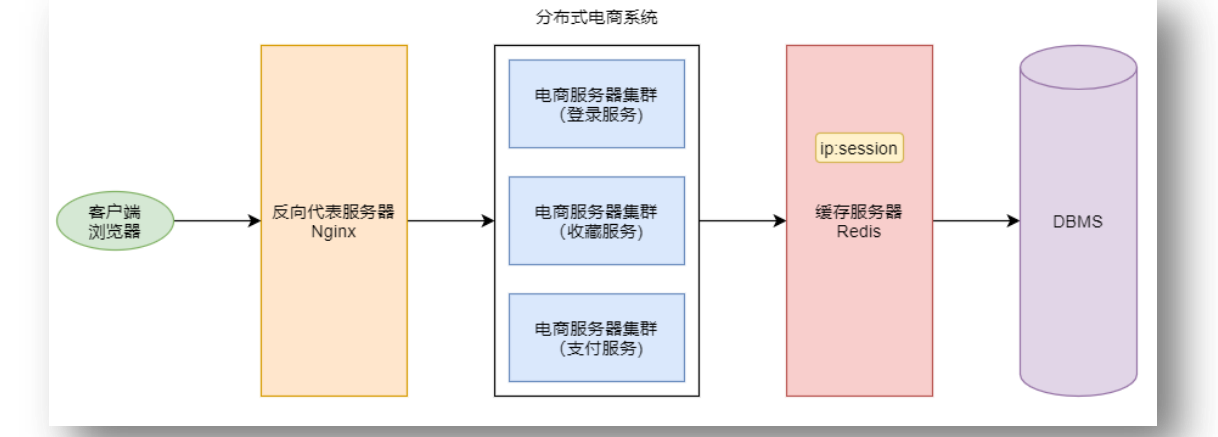 分布式电商系统
客户端
浏览器
反向代表服务器
Nginx
电商服务器集群
（登录服务)
电商服务器集群
（收藏服务)
电商服务器集群
（支付服务)
ip:session
缓存服务器
Redis
DBMS